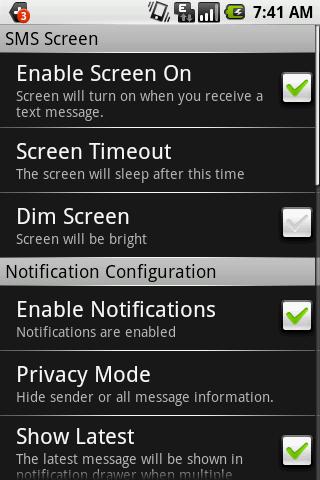 3
7:41 AM
SMS Screen
Enable Screen On
Screen will turn on when you receive a
text message.
Screen Timeout
The screen will sleep after this time
Dim Screen
Screen will be bright
Notification Configuration
Enable Notifications
Notifications are enabled
Privacy Mode
Hide sender or all message information.
Show Latest
The latest message will be shown in
notification drawer when multiple